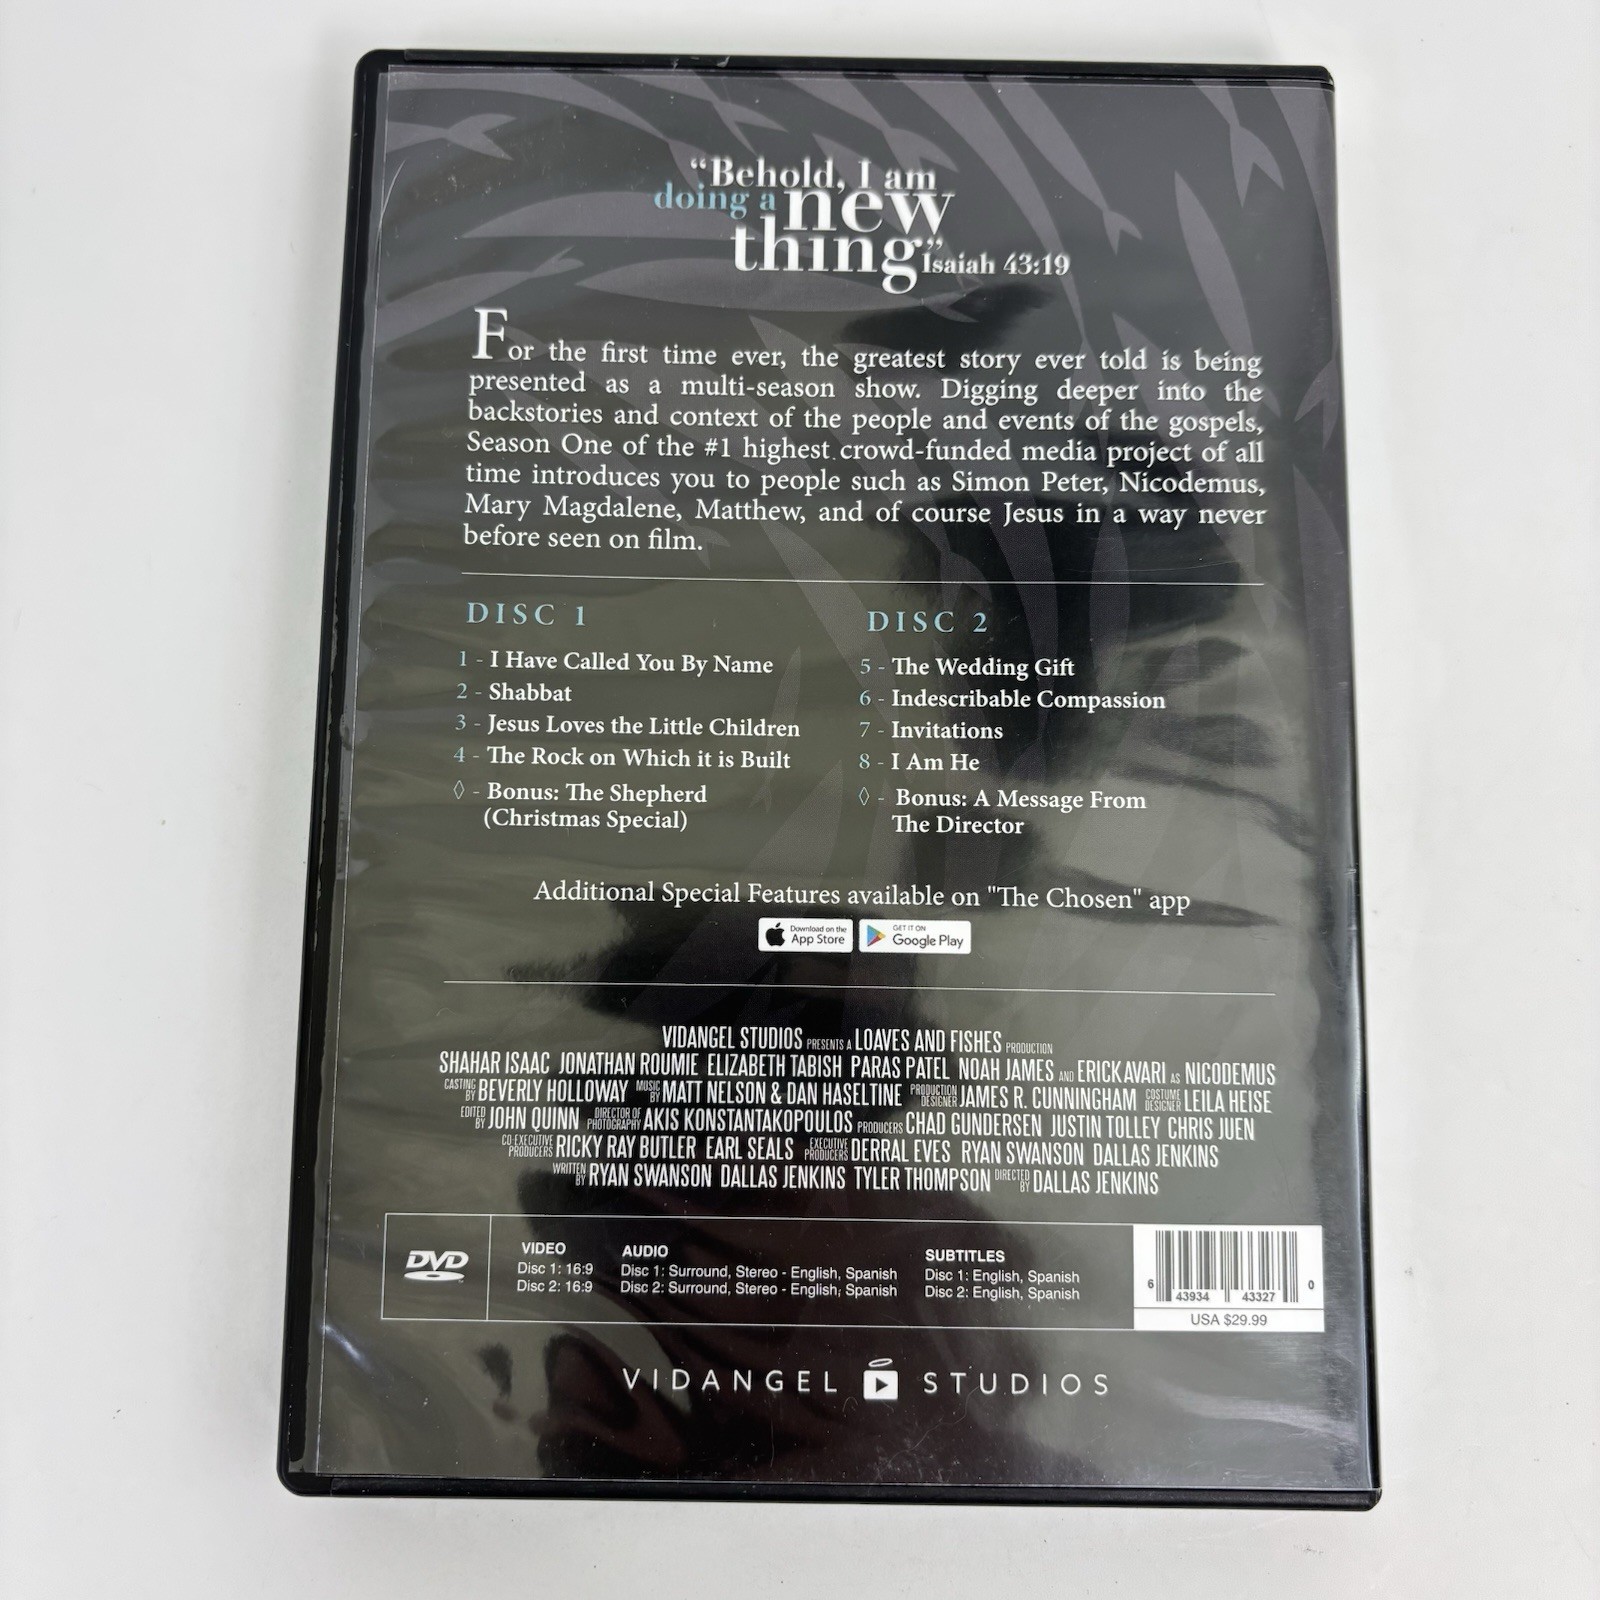 “Behold, I am
doing a new
thing” Isaiah 43:19
For the first time ever, the greatest story ever told is being
presented as a multi-season show. Digging deeper into the
backstories and context of the people and events of the gospels,
Season One of the #1 highest crowd-funded media project of all
time introduces you to people such as Simon Peter, Nicodemus,
Mary Magdalene, Matthew, and of course Jesus in a way never
before seen on film.
DISC 1
1 - I Have Called You By Name
2 - Shabbat
3 - Jesus Loves the Little Children
4 - The Rock on Which it is Built
◊ - Bonus: The Shepherd
(Christmas Special)
DISC 2
5 - The Wedding Gift
6 - Indescribable Compassion
7 - Invitations
8 - I Am He
◊ - Bonus: A Message From
The Director
Additional Special Features available on "The Chosen" app
Download on the
App Store
GET IT ON
Google Play
VIDANGEL STUDIOS PRESENTS A LOAVES AND FISHES PRODUCTION
SHAHAR ISAAC JONATHAN ROUMIE ELIZABETH TABISH PARAS PATEL NOAH JAMES AND ERICK AVARI AS NICODEMUS
CASTING BY BEVERLY HOLLOWAY MUSIC BY MATT NELSON & DAN HASELTINE PRODUCTION DESIGNER JAMES R. CUNNINGHAM COSTUME DESIGNER LEILA HEISE
EDITED BY JOHN QUINN DIRECTOR OF PHOTOGRAPHY AKIS KONSTANTAKOPOULOS PRODUCERS CHAD GUNDERSEN JUSTIN TOLLEY CHRIS JUEN
CO-EXECUTIVE PRODUCERS RICKY RAY BUTLER EARL SEALS EXECUTIVE PRODUCERS DERRAL EVES RYAN SWANSON DALLAS JENKINS
WRITTEN BY RYAN SWANSON DALLAS JENKINS TYLER THOMPSON DIRECTED BY DALLAS JENKINS
DVD
VIDEO
Disc 1: 16:9
Disc 2: 16:9
AUDIO
Disc 1: Surround, Stereo - English, Spanish
Disc 2: Surround, Stereo - English, Spanish
SUBTITLES
Disc 1: English, Spanish
Disc 2: English, Spanish
6 43934 43327 0
USA $29.99
VIDANGEL STUDIOS